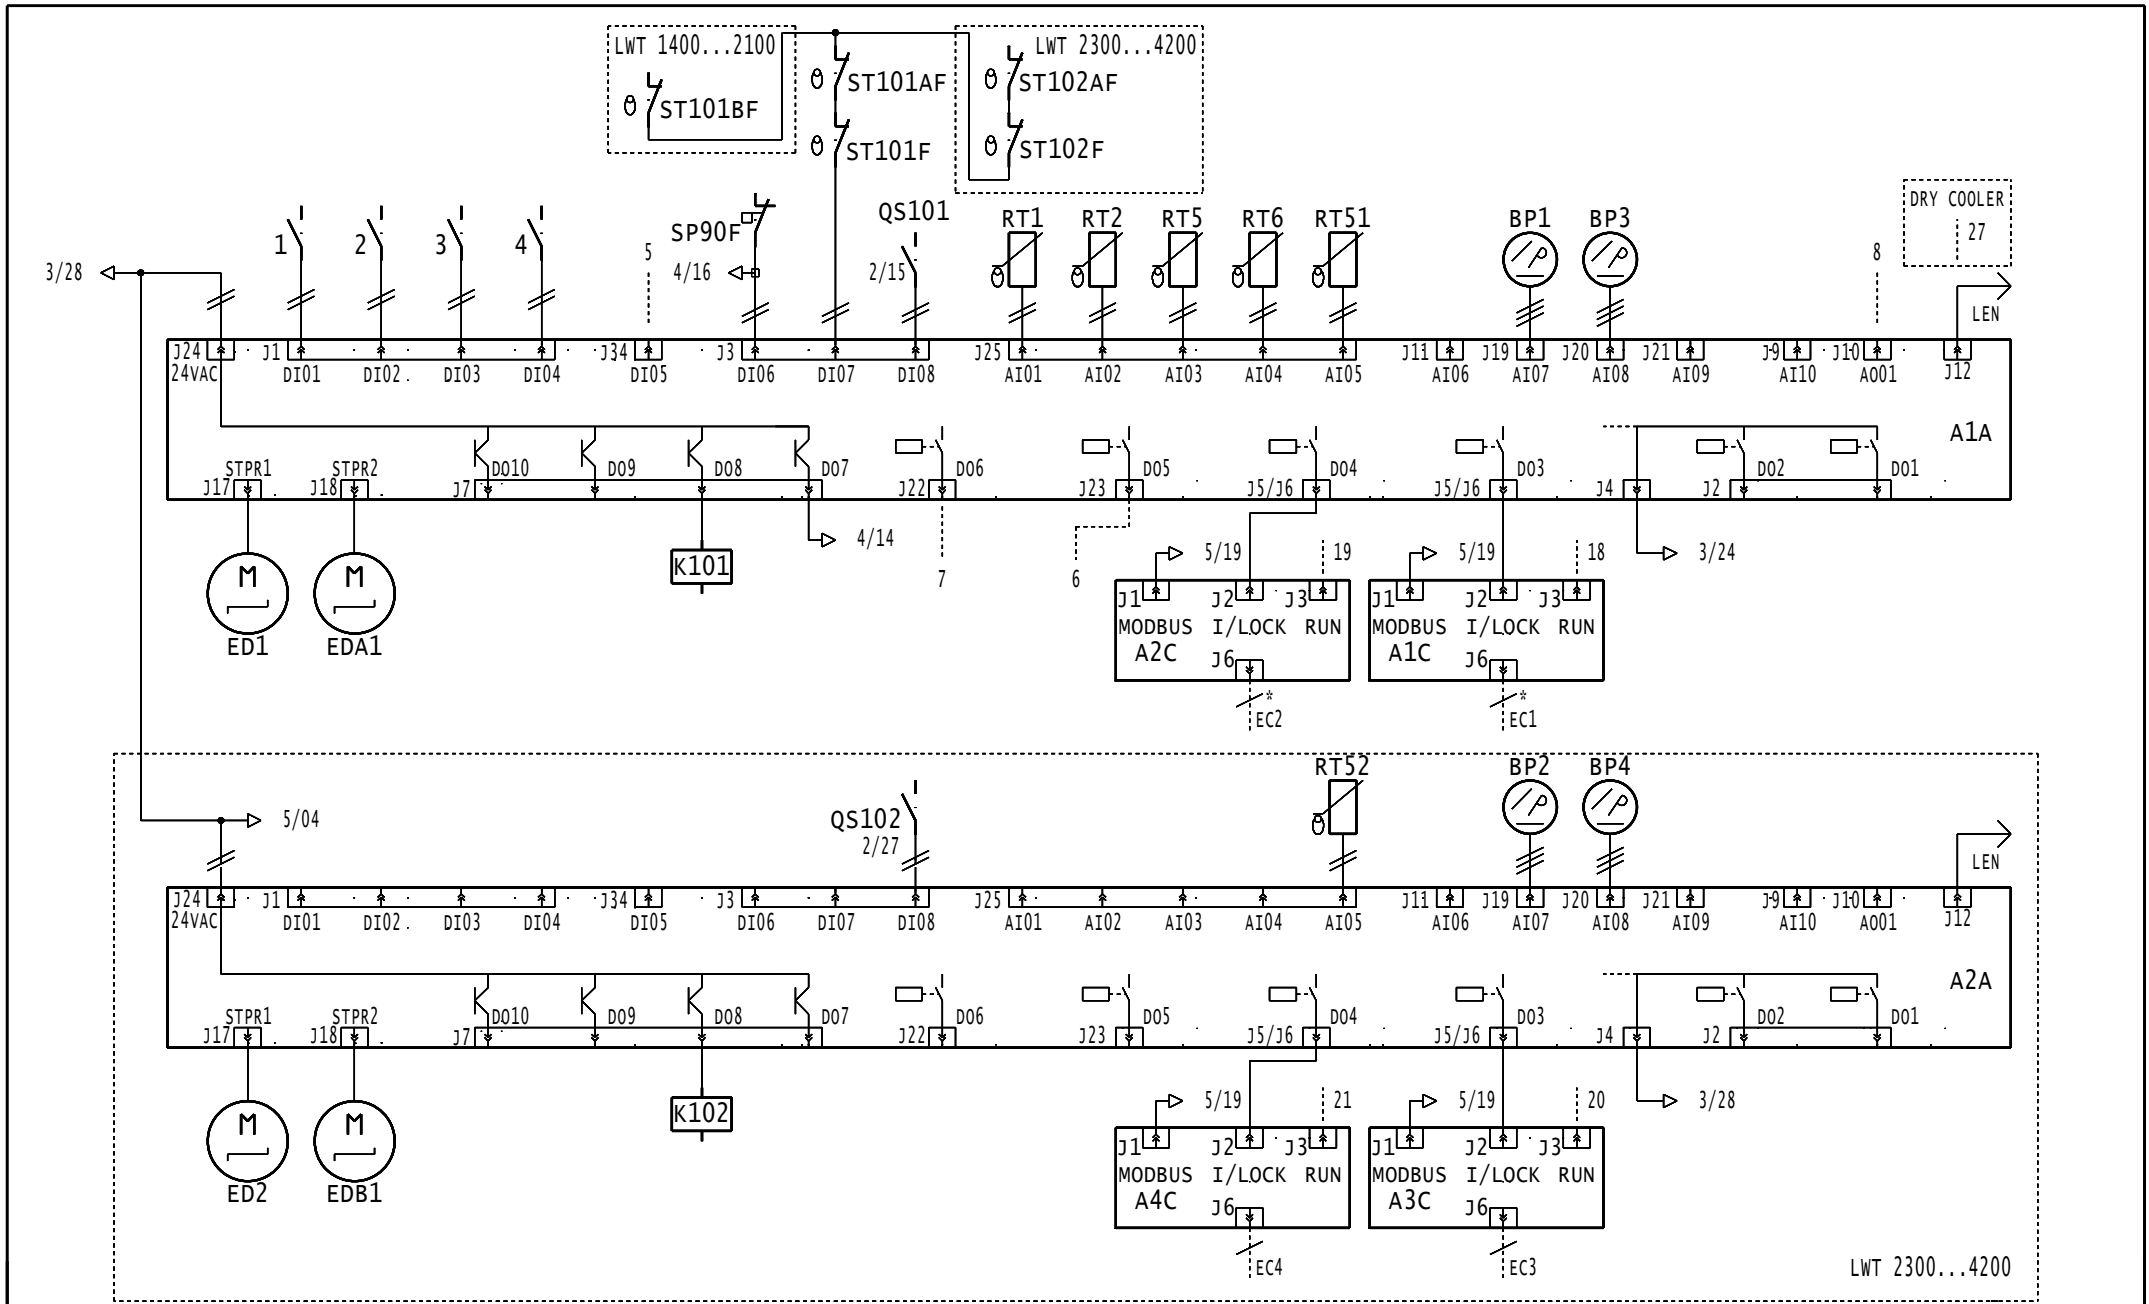 LWT 1400...2100
LWT 2300...4200
ST101AF
ST102AF
ST101BF
ST101F
ST102F
DRY COOLER
27
QS101
RT1 RT2 RT5 RT6 RT51
BP1 BP3
SP90F
1 2 3 4
5
8
3/28
4/16
2/15
LEN
J24 J1 J34 J3 J25 J11 J19 J20 J21 J9 J10 J12
24VAC DI01 DI02 DI03 DI04 DI05 DI06 DI07 DI08 AI01 AI02 AI03 AI04 AI05 AI06 AI07 AI08 AI09 AI10 AO01
A1A
STPR1 STPR2 DO10 DO9 DO8 DO7 DO6 DO5 DO4 DO3 DO2 DO1
J17 J18 J7 J22 J23 J5/J6 J5/J6 J4 J2
4/14
5/19 19 5/19 18 3/24
K101
7 6
M M
J1 J2 J3 J1 J2 J3
MODBUS I/LOCK RUN MODBUS I/LOCK RUN
ED1 EDA1
A2C J6 A1C J6
* *
EC2 EC1
RT52 BP2 BP4
5/04
QS102
2/27
LEN
J24 J1 J34 J3 J25 J11 J19 J20 J21 J9 J10 J12
24VAC DI01 DI02 DI03 DI04 DI05 DI06 DI07 DI08 AI01 AI02 AI03 AI04 AI05 AI06 AI07 AI08 AI09 AI10 AO01
A2A
STPR1 STPR2 DO10 DO9 DO8 DO7 DO6 DO5 DO4 DO3 DO2 DO1
J17 J18 J7 J22 J23 J5/J6 J5/J6 J4 J2
5/19 21 5/19 20 3/28
K102
M M
J1 J2 J3 J1 J2 J3
MODBUS I/LOCK RUN MODBUS I/LOCK RUN
ED2 EDB1
A4C J6 A3C J6
EC4 EC3
LWT 2300...4200